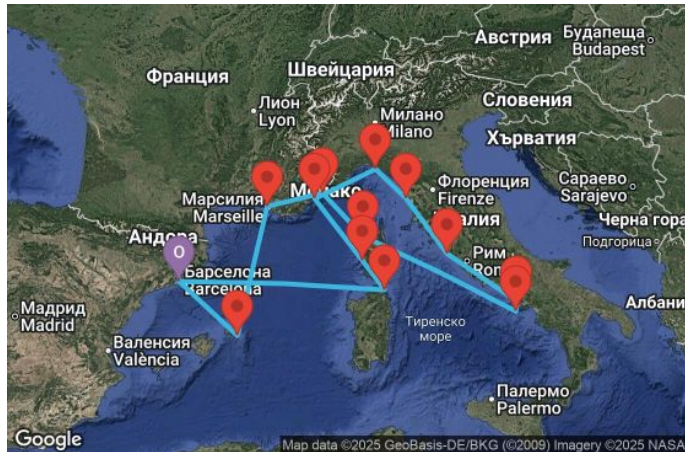 Австрия
Будапеща
Budapest
Франция
Швейцария
Лион
Lyon
Милано
Milano
Словения
Хърватия
Монако
Флоренция
Firenze
Сараево
Sarajevo
Марсилия
Marseille
Андора
Черна гора
Подгорица
Рим
Барселона
Barcelona
Мадрид
Madrid
Валенсия
València
Тиренско
море
Албани
Палермо
Palermo
Google
Map data ©2025 GeoBasis-DE/BKG (©2009) Imagery ©2025 NASA
O